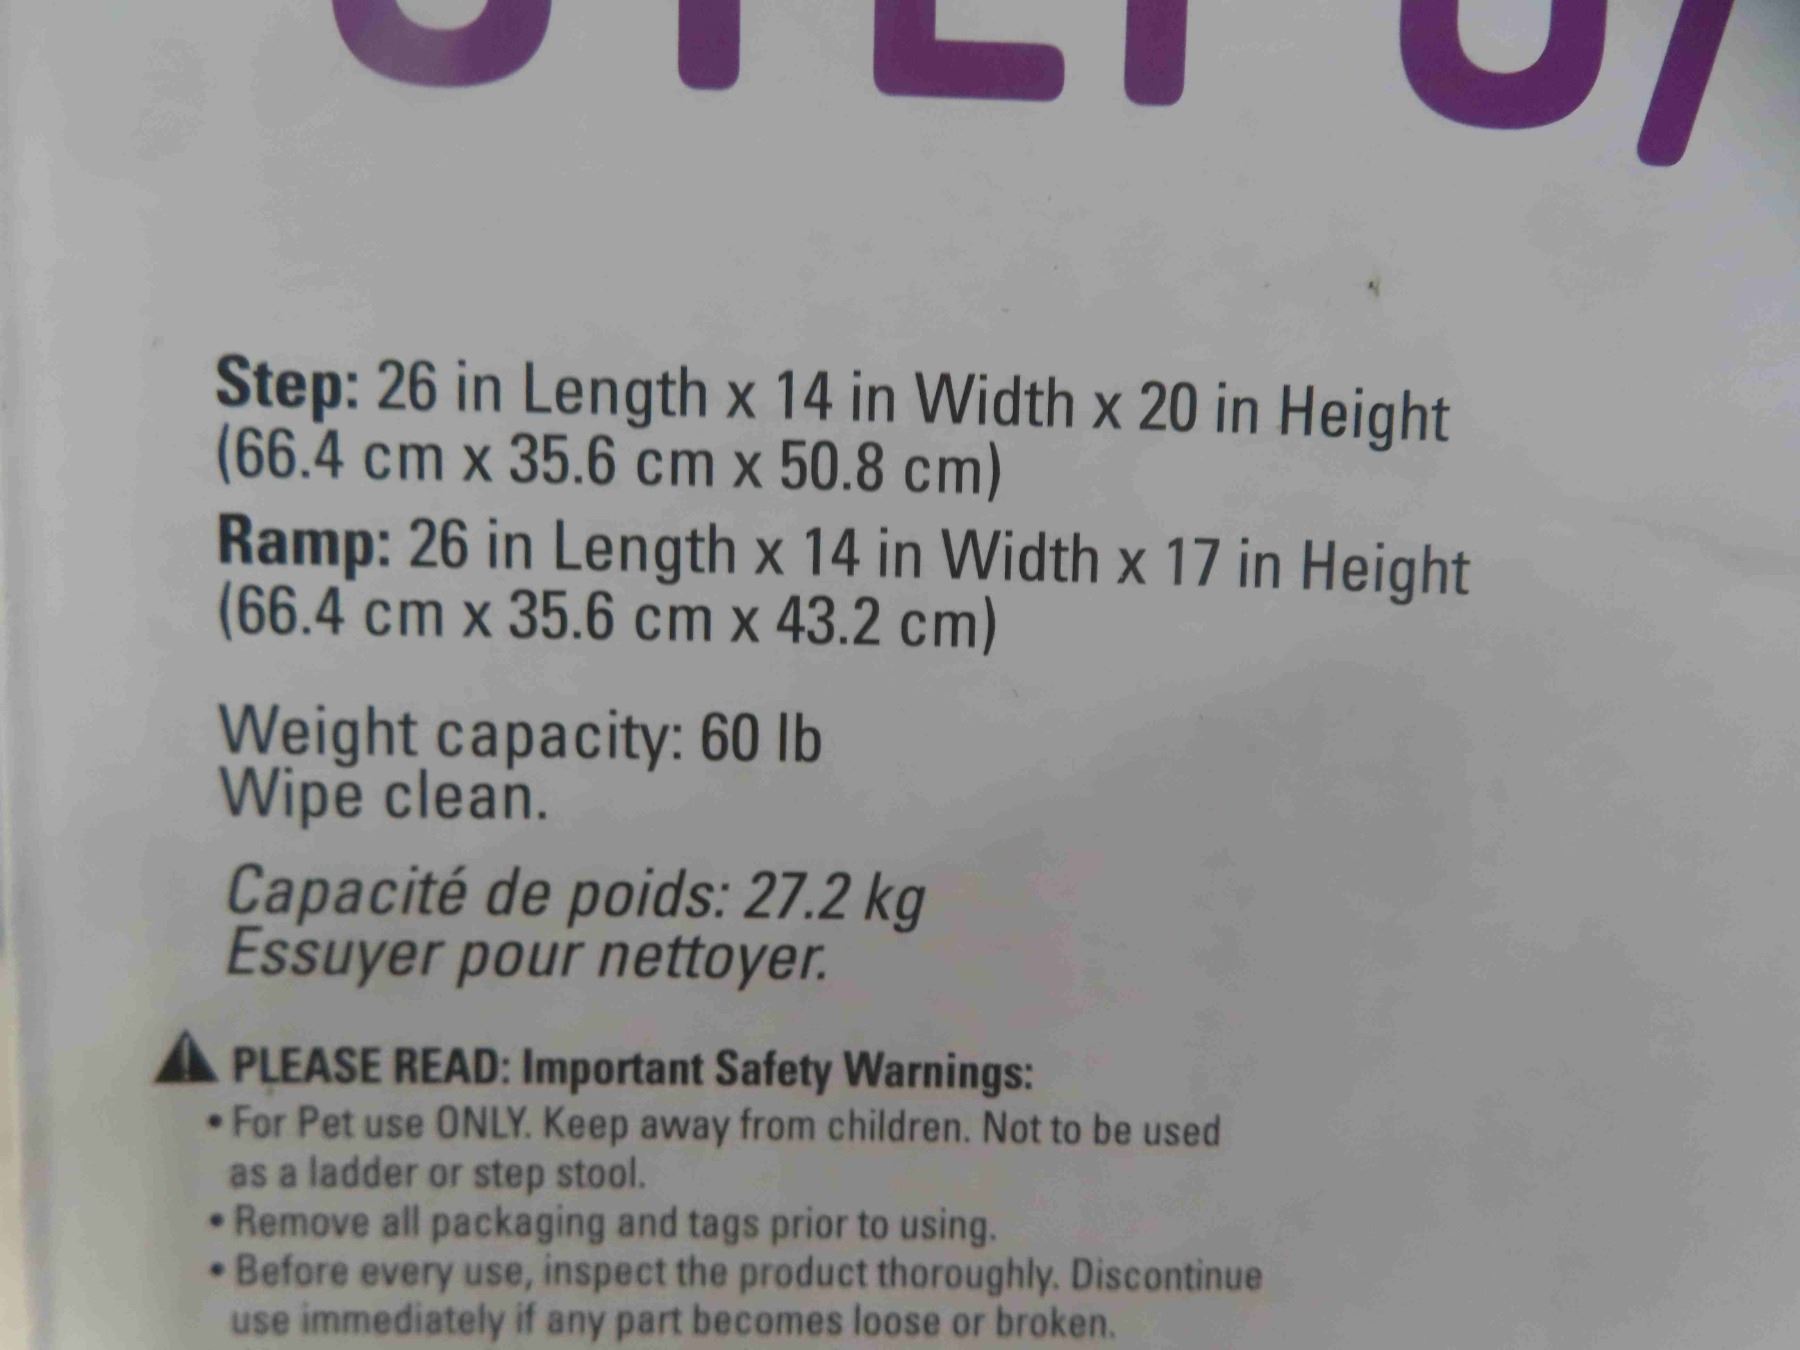 Step: 26 in Length x 14 in Width x 20 in Height
(66.4 cm x 35.6 cm x 50.8 cm)
Ramp: 26 in Length x 14 in Width x 17 in Height
(66.4 cm x 35.6 cm x 43.2 cm)
Weight capacity: 60 lb
Wipe clean.
Capacité de poids: 27.2 kg
Essuyer pour nettoyer.
PLEASE READ: Important Safety Warnings:
• For Pet use ONLY. Keep away from children. Not to be used
as a ladder or step stool.
• Remove all packaging and tags prior to using.
• Before every use, inspect the product thoroughly. Discontinue
use immediately if any part becomes loose or broken.